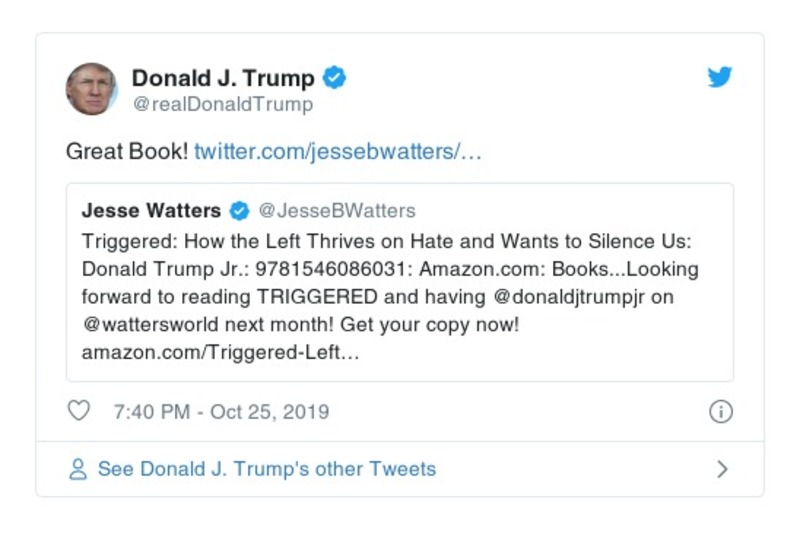 Donald J. Trump
@realDonaldTrump
Great Book! twitter.com/jessebwatters/…
Jesse Watters @JesseBWatters
Triggered: How the Left Thrives on Hate and Wants to Silence Us:
Donald Trump Jr.: 9781546086031: Amazon.com: Books...Looking
forward to reading TRIGGERED and having @donaldjtrumpjr on
@wattersworld next month! Get your copy now!
amazon.com/Triggered-Left…
7:40 PM - Oct 25, 2019
See Donald J. Trump's other Tweets